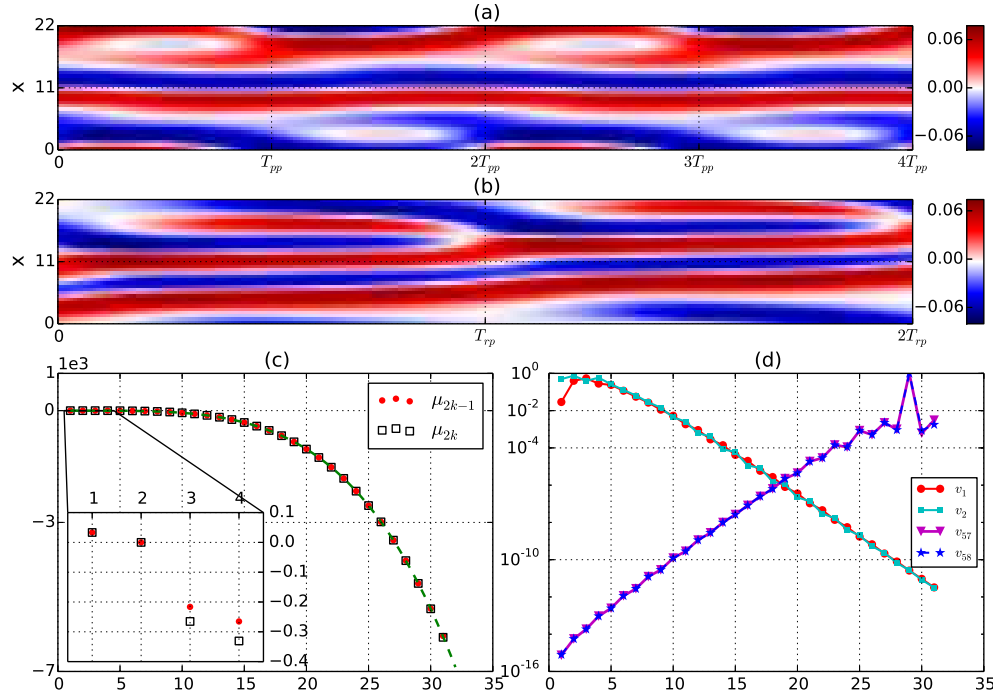 (a)
22
11
0
x
0 T_pp 2T_pp 3T_pp 4T_pp
0.06
0.00
−0.06
(b)
22
11
0
x
0 T_rp 2T_rp
0.06
0.00
−0.06
(c)
1e3
1
0
−3
−7
0 5 10 15 20 25 30 35
μ_{2k−1}
μ_{2k}
1 2 3 4
0.1
0.0
−0.1
−0.2
−0.3
−0.4
(d)
10^0
10^−2
10^−4
10^−10
10^−16
0 5 10 15 20 25 30 35
v_1
v_2
v_57
v_58